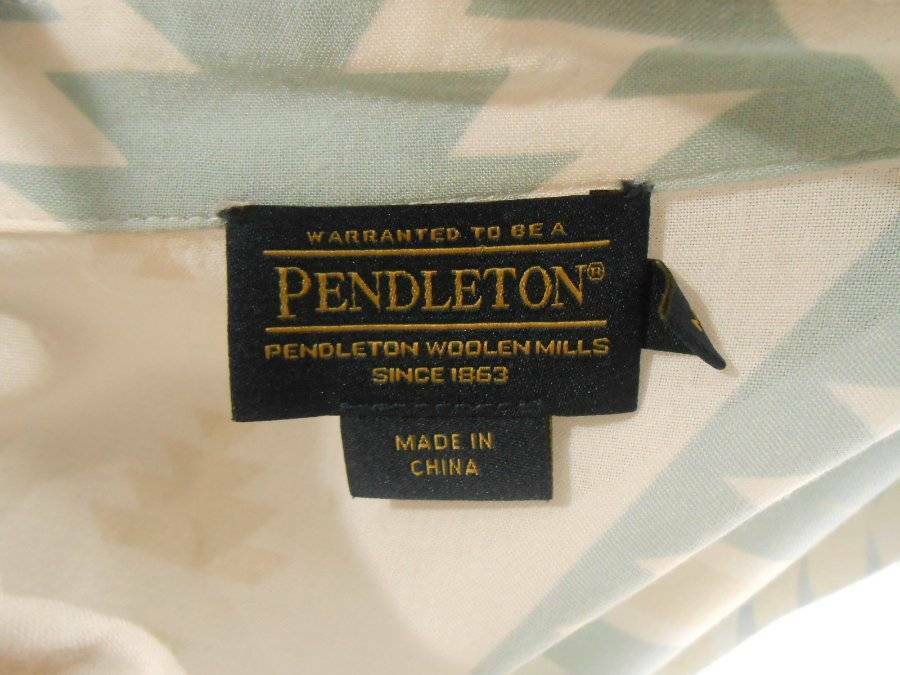 WARRANTED TO BE A
PENDLETON®
PENDLETON WOOLEN MILLS
SINCE 1863
MADE IN
CHINA